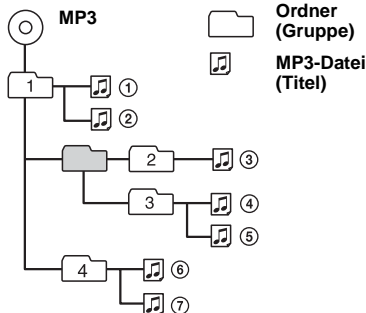 MP3
Ordner
(Gruppe)
MP3-Datei
(Titel)
1
①
②
2
③
3
④
⑤
4
⑥
⑦